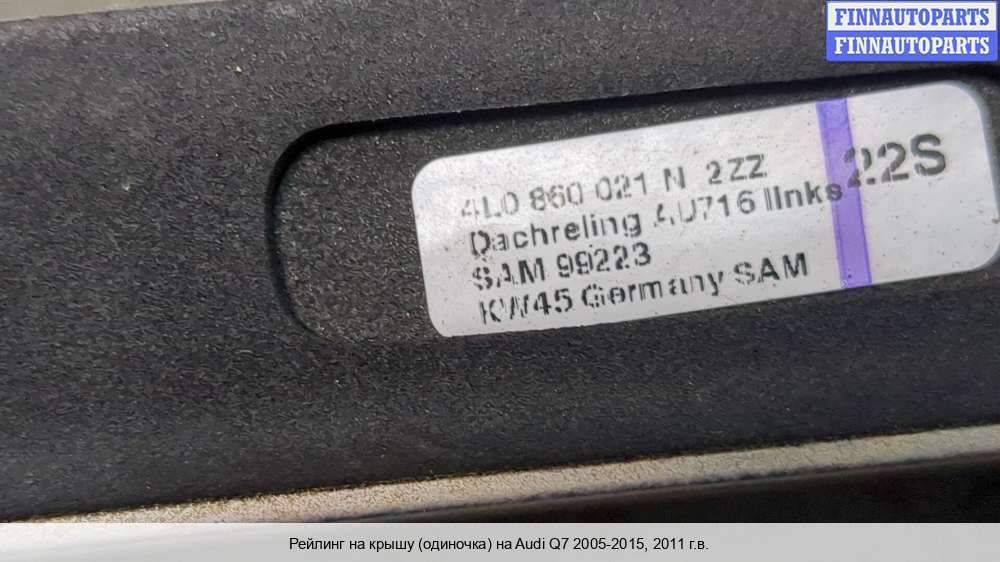 FINNAUTOPARTS
FINNAUTOPARTS
4L0 860 021 N 2ZZ
Dachreling AU716 links 22S
SAM 99223
KW45 Germany SAM
Рейлинг на крышу (одиночка) на Audi Q7 2005-2015, 2011 г.в.